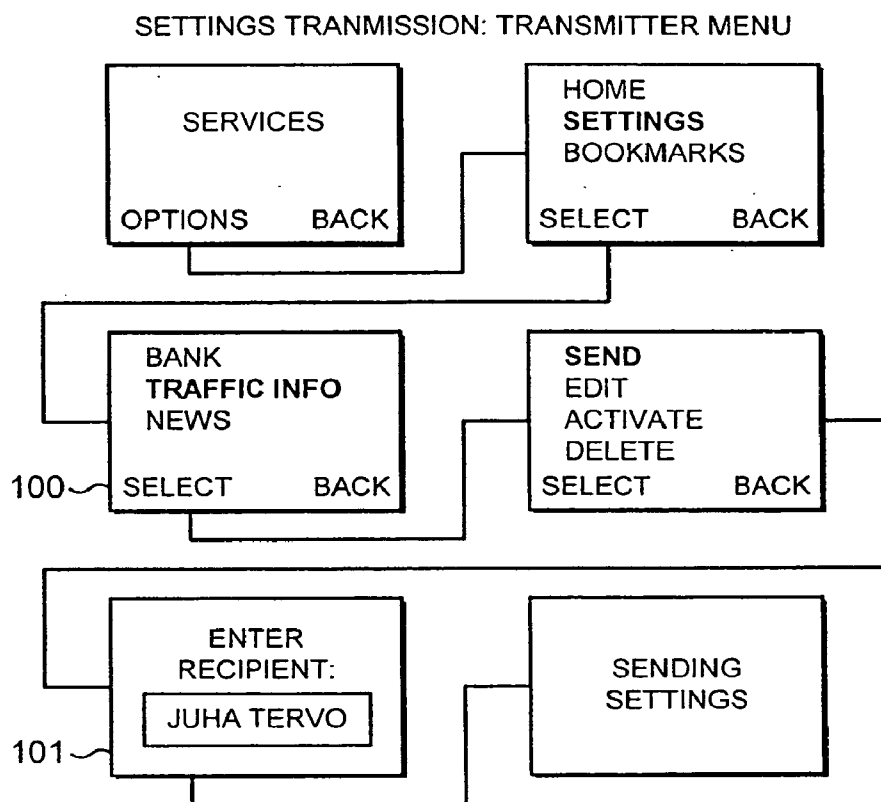 SETTINGS TRANMISSION: TRANSMITTER MENU
SERVICES
OPTIONS BACK
HOME
SETTINGS
BOOKMARKS
SELECT BACK
BANK
TRAFFIC INFO
NEWS
100 SELECT BACK
SEND
EDIT
ACTIVATE
DELETE
SELECT BACK
ENTER
RECIPIENT:
JUHA TERVO
101
SENDING
SETTINGS